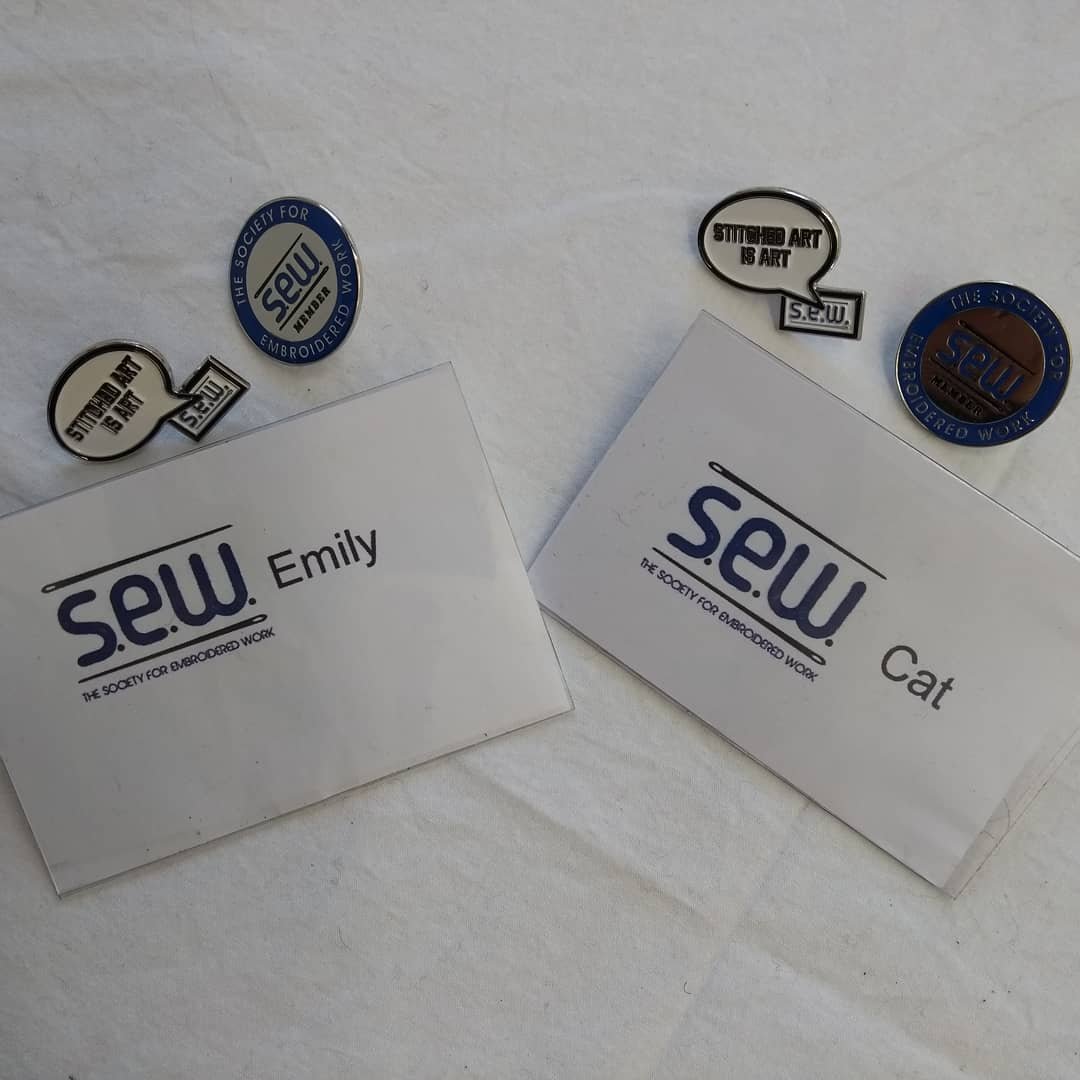 THE SOCIETY FOR
s.e.w.
MEMBER
EMBROIDERED WORK
STITCHED ART
IS ART
s.e.w.
s.e.w. Emily
THE SOCIETY FOR EMBROIDERED WORK
STITCHED ART
IS ART
s.e.w.
THE SOCIETY FOR
s.e.w.
MEMBER
EMBROIDERED WORK
s.e.w.
THE SOCIETY FOR EMBROIDERED WORK
Cat